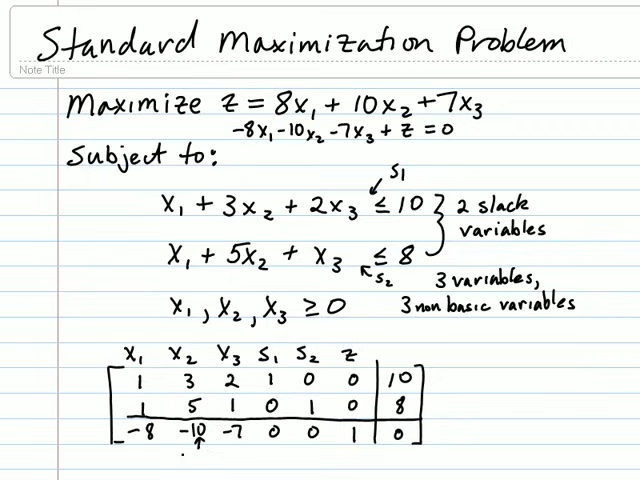 Standard Maximization Problem
Note Title
Maximize z = 8x₁ + 10x₂ + 7x₃
-8x₁ - 10x₂ - 7x₃ + z = 0
Subject to:
s₁
x₁ + 3x₂ + 2x₃ ≤ 10 } 2 slack
variables
x₁ + 5x₂ + x₃ ≤ 8
s₂
3 variables,
x₁, x₂, x₃ ≥ 0 3 non basic variables
x₁ x₂ x₃ s₁ s₂ z
1 3 2 1 0 0 | 10
1 5 1 0 1 0 | 8
-8 -10 -7 0 0 1 | 0